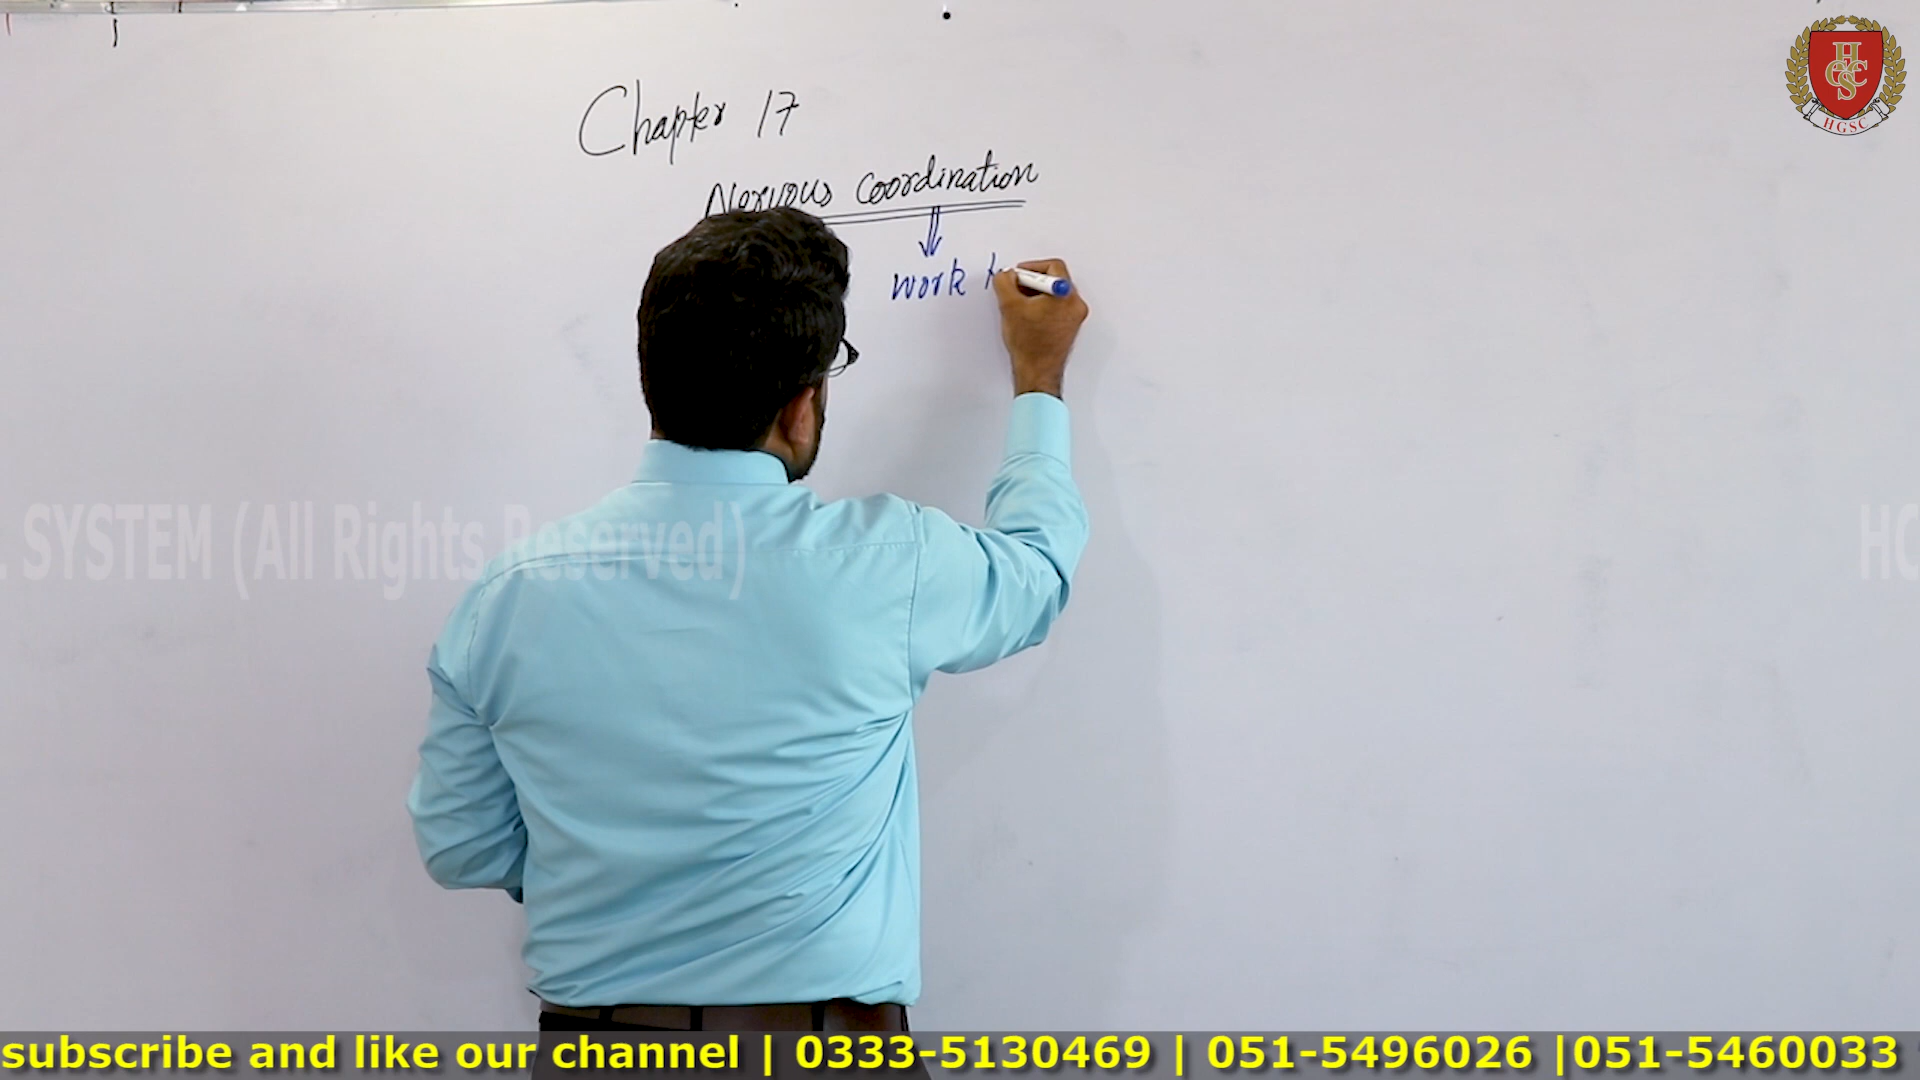 Chapter 17
Nervous Coordination
work
HGSC
HGSC
SYSTEM (All Rights Reserved)
subscribe and like our channel | 0333-5130469 | 051-5496026 |051-5460033